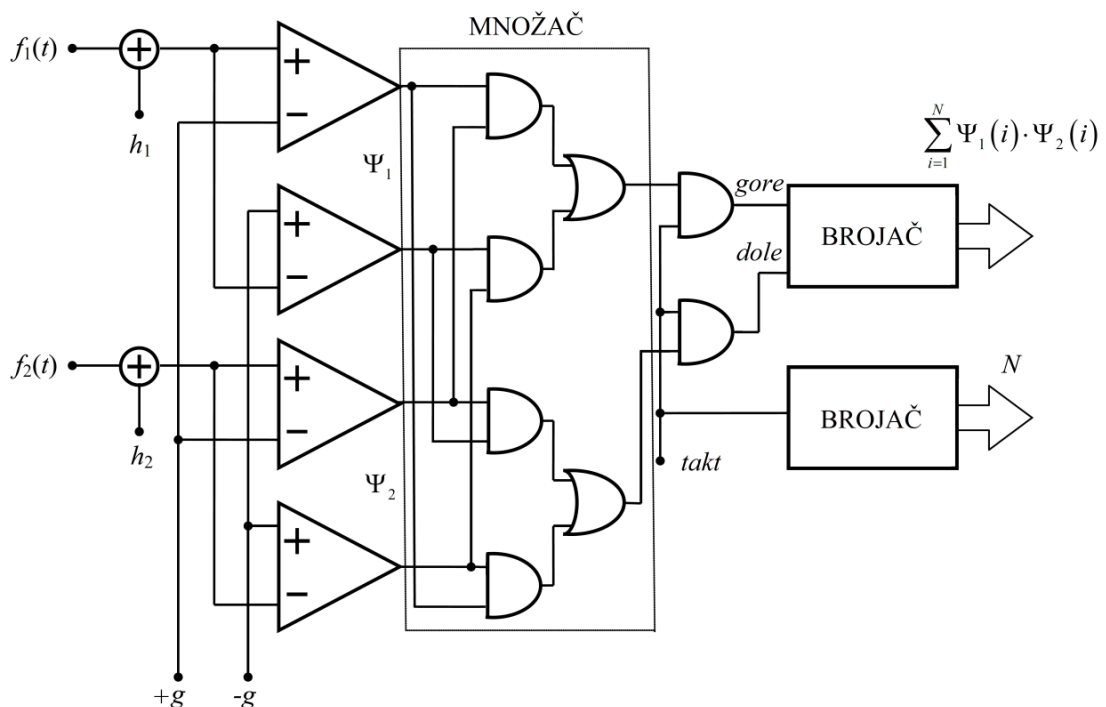 MNOŽAČ
f₁(t)
+
h₁
+
−
Ψ₁
+
−
f₂(t)
+
h₂
+
−
Ψ₂
+
−
+g
-g
gore
dole
takt
BROJAČ
∑_{i=1}^{N} Ψ₁(i)·Ψ₂(i)
BROJAČ
N